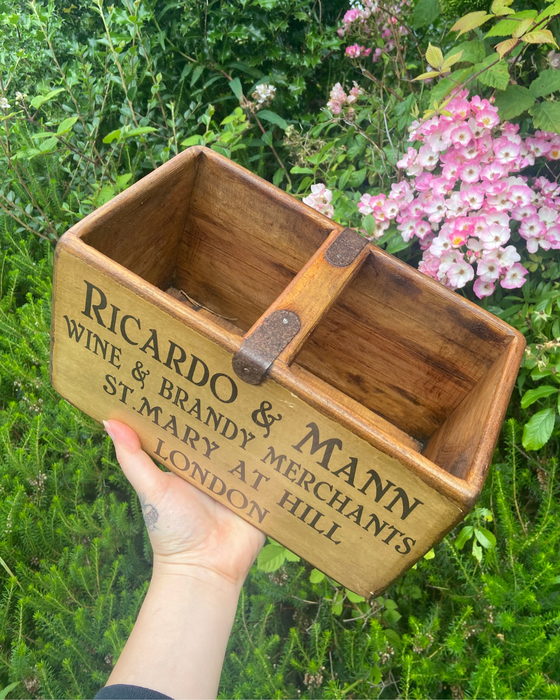 Ricardo & Mann
WINE & BRANDY MERCHANTS
ST.MARY AT HILL
LONDON